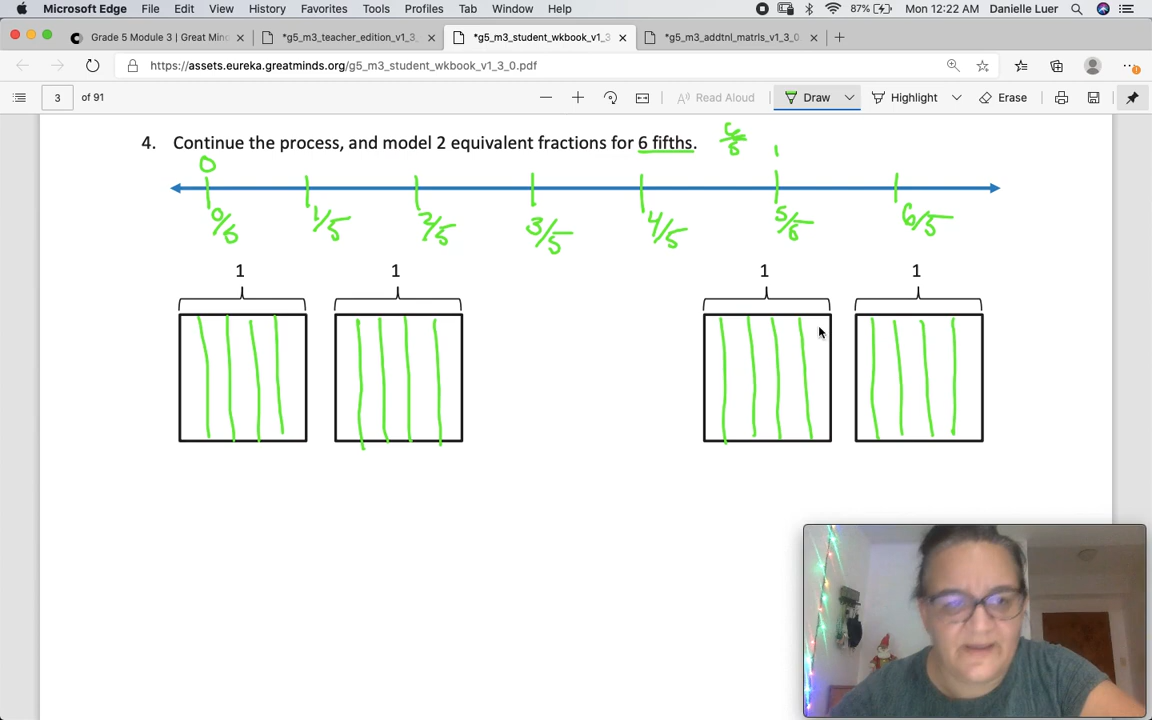 Microsoft Edge File Edit View History Favorites Tools Profiles Tab Window Help 87% Mon 12:22 AM Danielle Luer
Grade 5 Module 3 | Great Min *g5_m3_teacher_edition_v1_3_ *g5_m3_student_wkbook_v1_3 *g5_m3_addtnl_matrls_v1_3_0
https://assets.eureka.greatminds.org/g5_m3_student_wkbook_v1_3_0.pdf
3 of 91 Read Aloud Draw Highlight Erase
4. Continue the process, and model 2 equivalent fractions for 6 fifths. 6/5
0 1
0/5 1/5 2/5 3/5 4/5 5/5 6/5
1 1 1 1